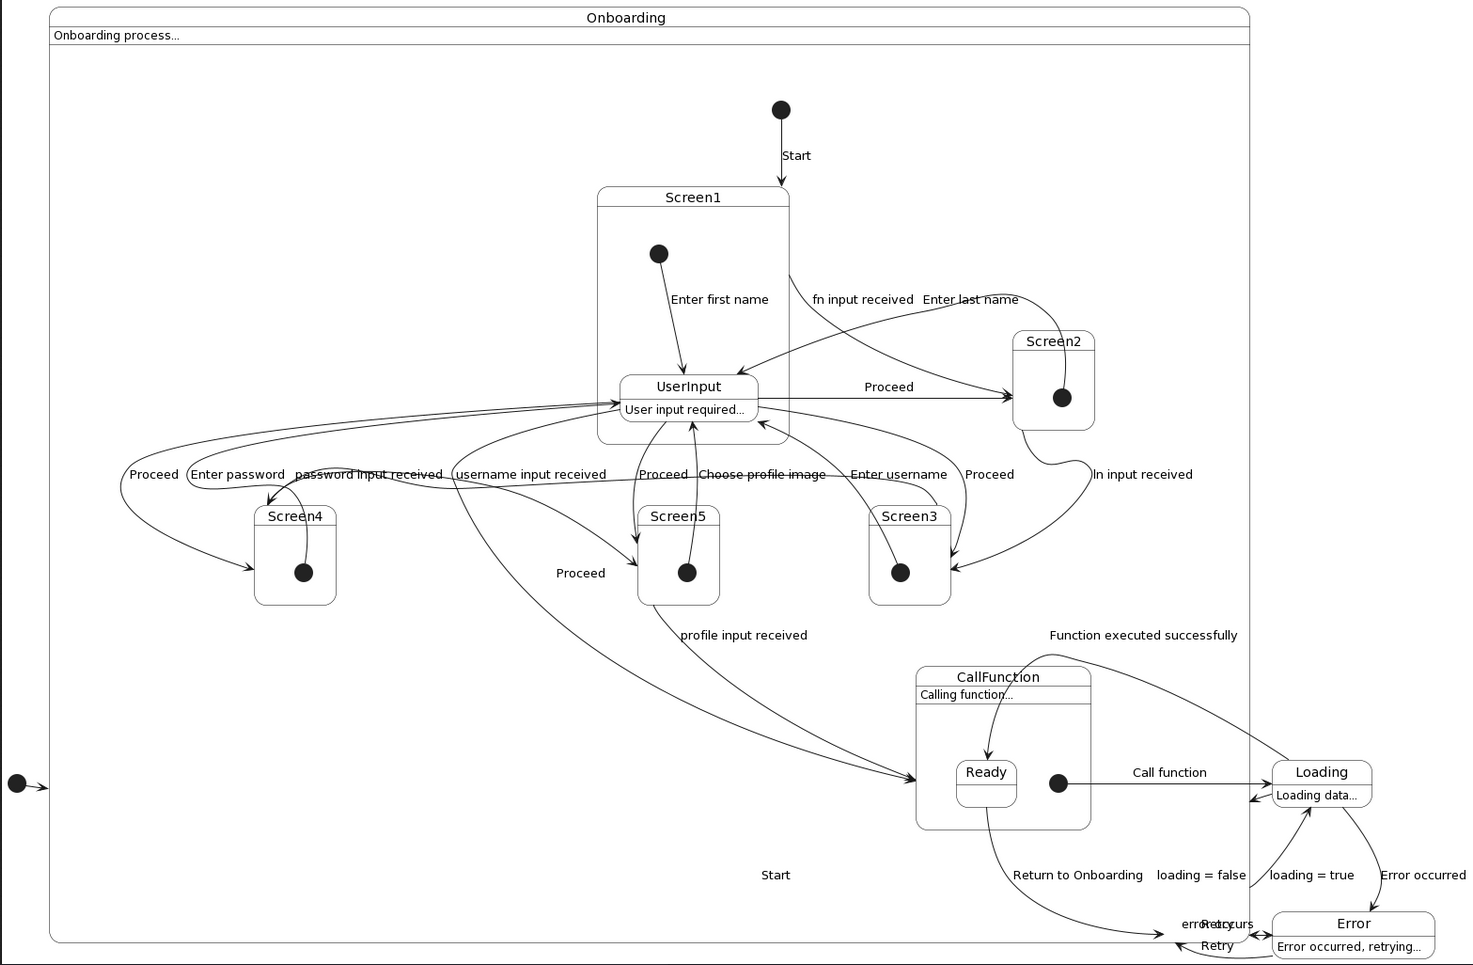 Onboarding
Onboarding process...
Start
Screen1
Enter first name
fn input received
Enter last name
Screen2
UserInput
User input required...
Proceed
Proceed
Enter password
password input received
username input received
Proceed
Choose profile image
Enter username
Proceed
ln input received
Screen4
Screen5
Screen3
Proceed
profile input received
Function executed successfully
CallFunction
Calling function...
Ready
Call function
Loading
Loading data...
Start
Return to Onboarding
loading = false
loading = true
Error occurred
error occurs
Retry
Error
Retry
Error occurred, retrying...